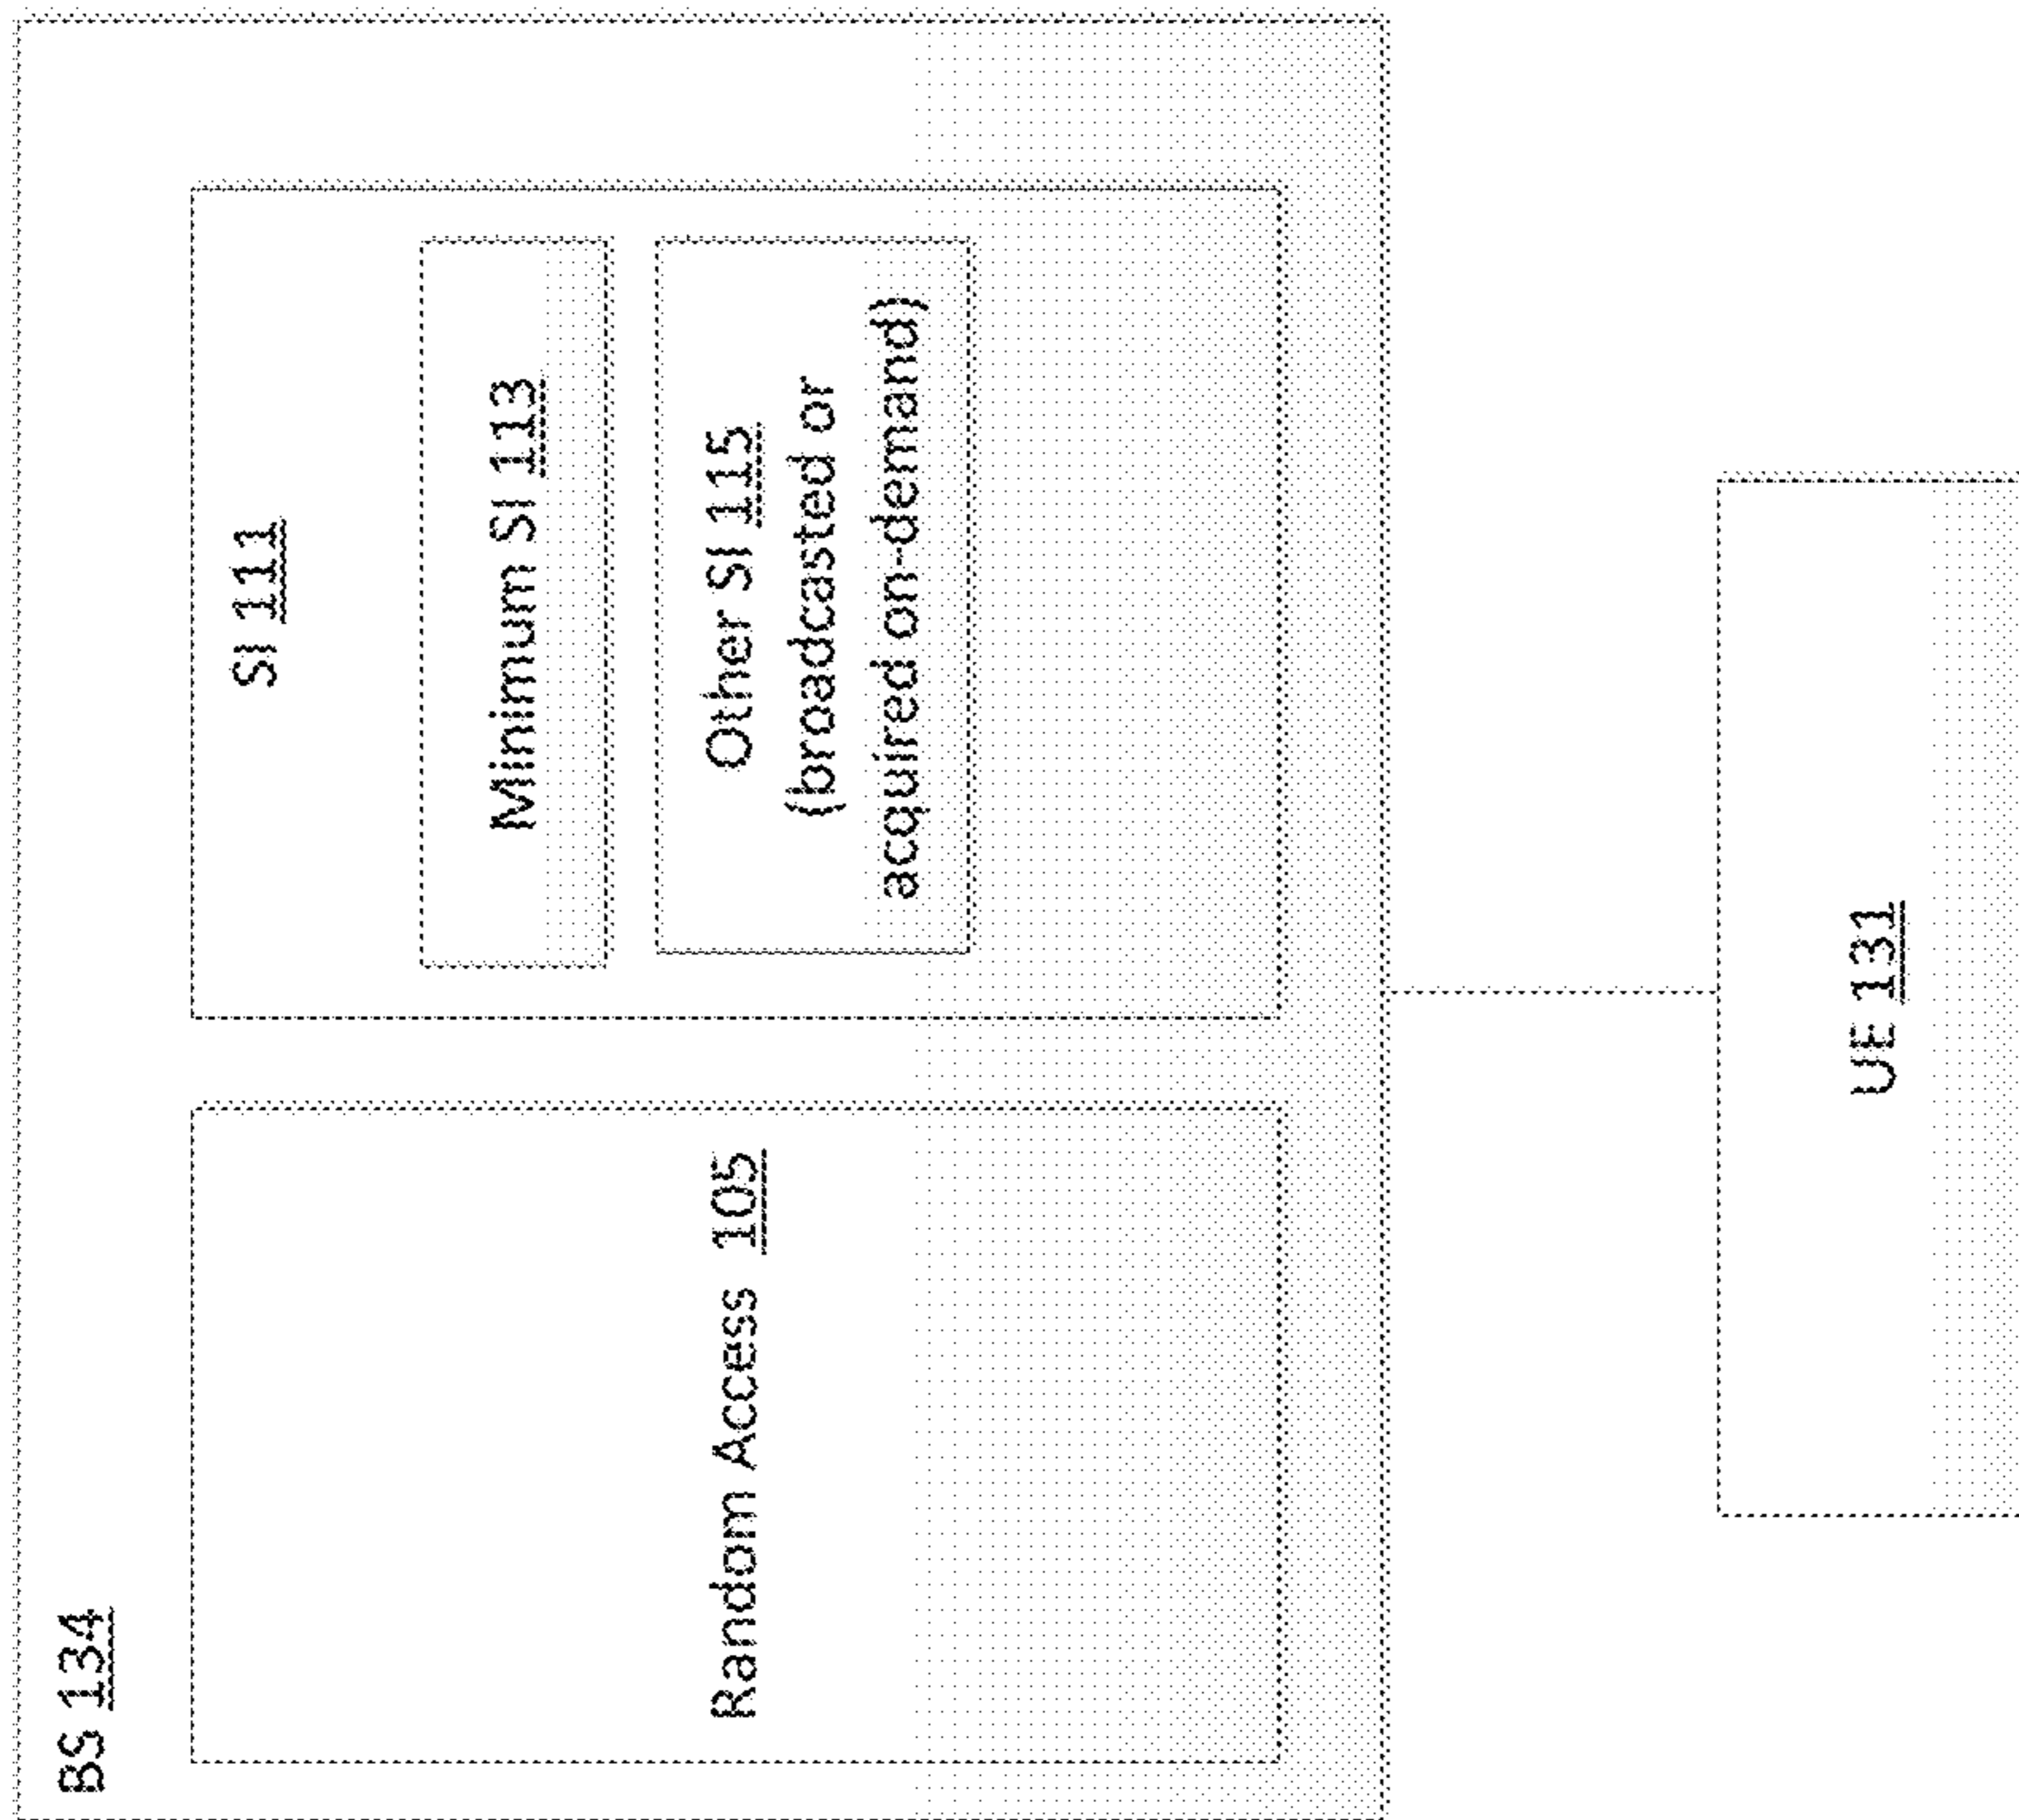 BS 134
Random Access 105
SI 111
Minimum SI 113
Other SI 115
(broadcasted or
acquired on-demand)
UE 131